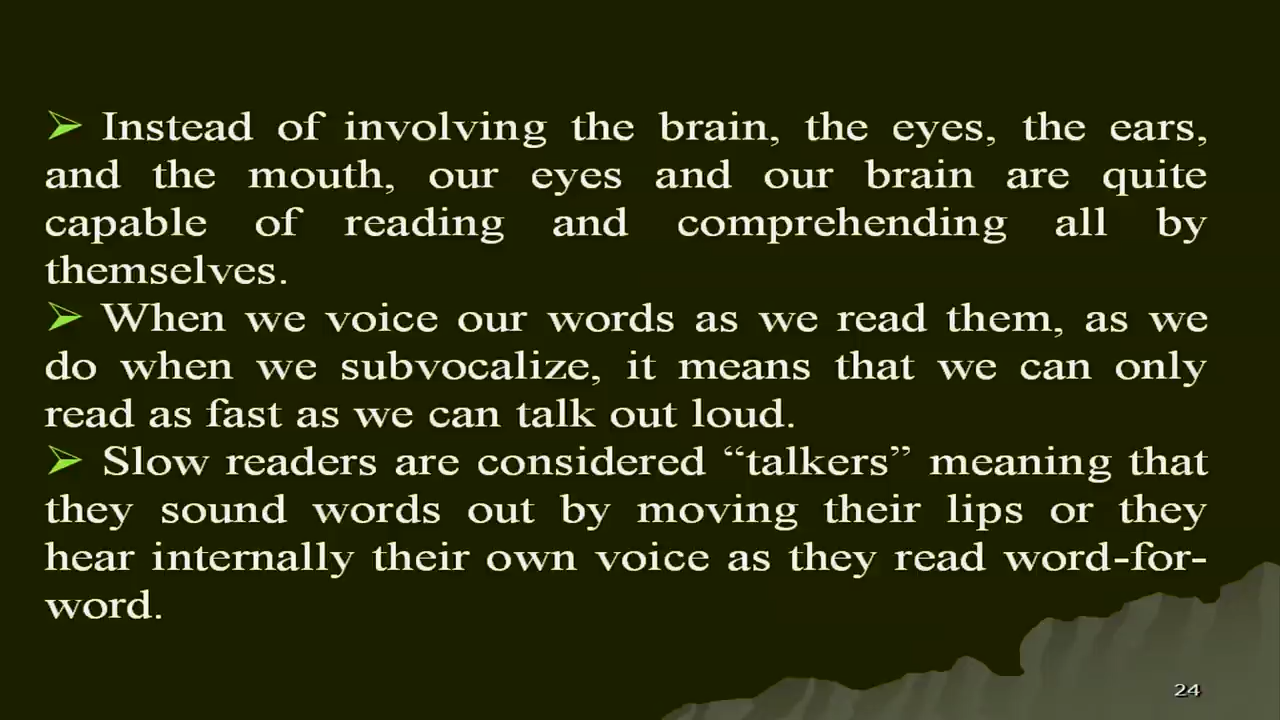 ➢ Instead of involving the brain, the eyes, the ears,
and the mouth, our eyes and our brain are quite
capable of reading and comprehending all by
themselves.
➢ When we voice our words as we read them, as we
do when we subvocalize, it means that we can only
read as fast as we can talk out loud.
➢ Slow readers are considered “talkers” meaning that
they sound words out by moving their lips or they
hear internally their own voice as they read word-for-
word.
24